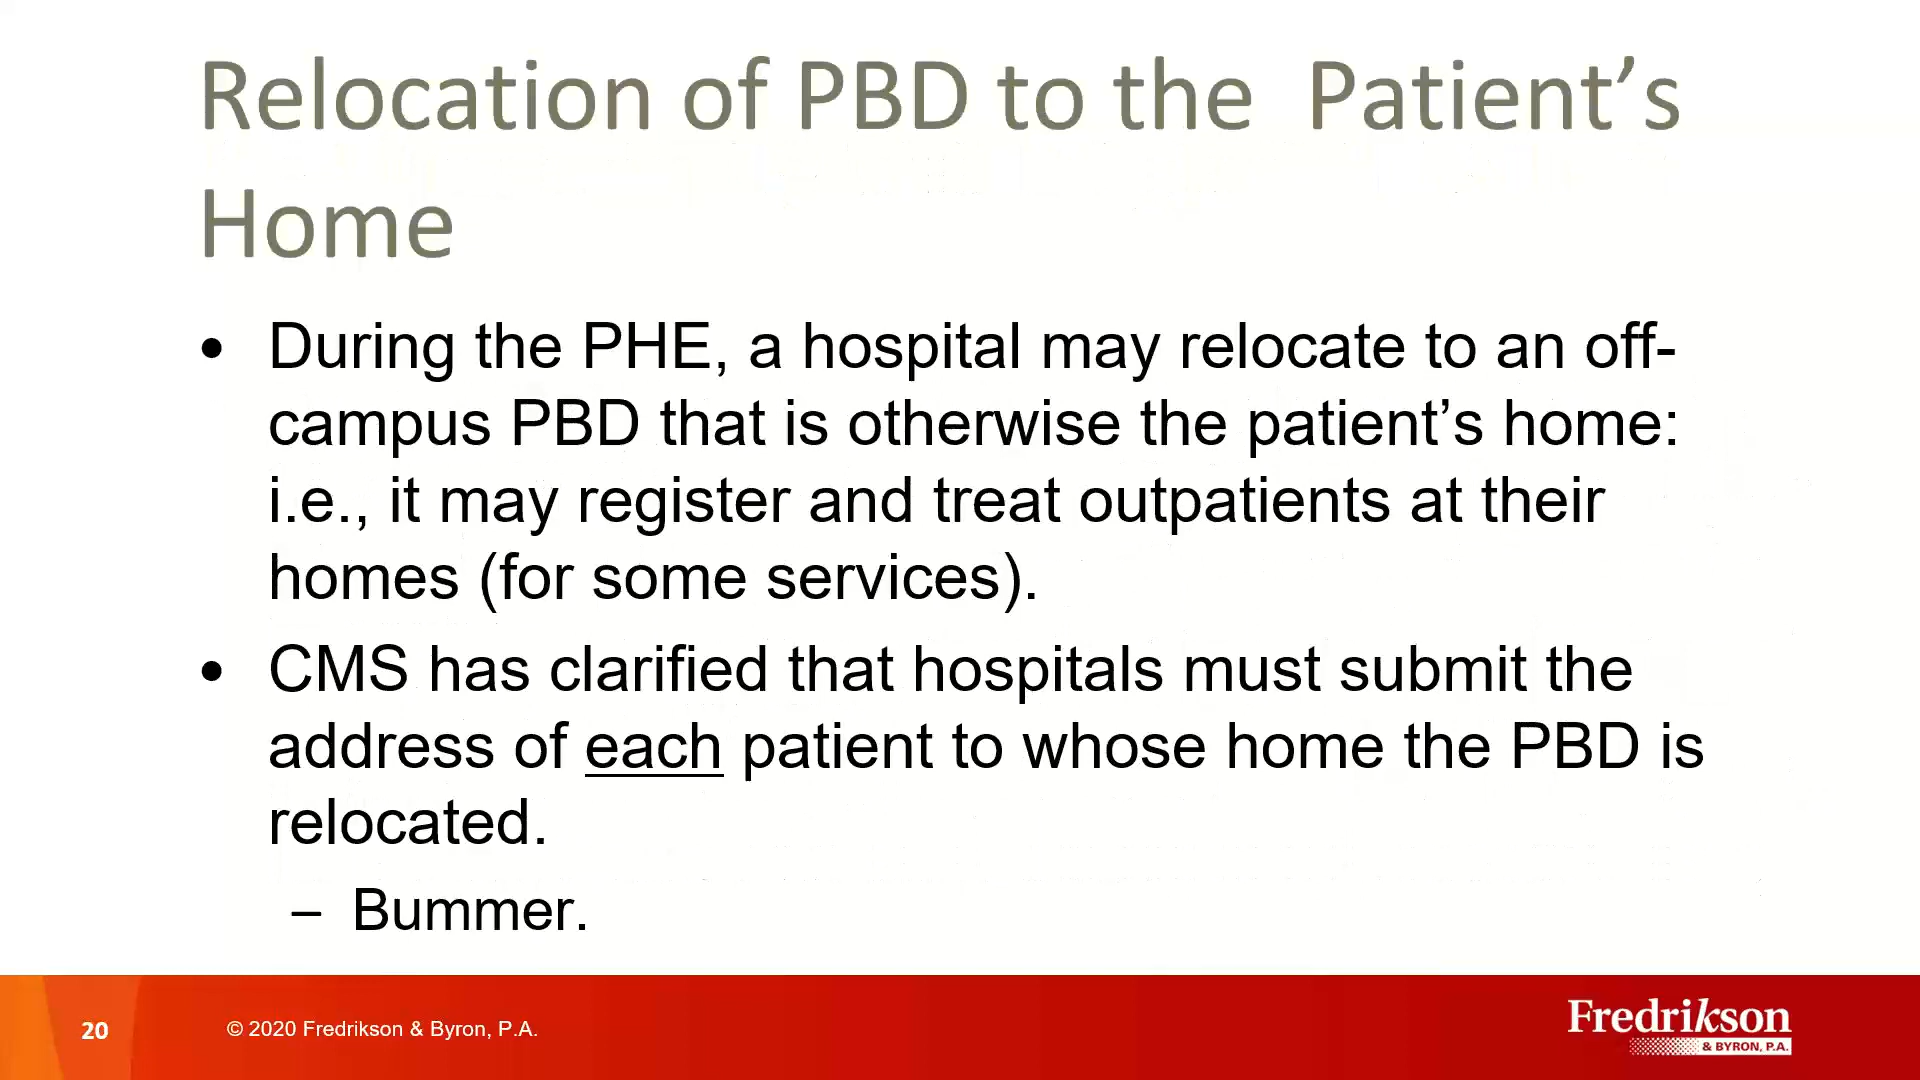 Relocation of PBD to the  Patient’s
Home
• During the PHE, a hospital may relocate to an off-
campus PBD that is otherwise the patient’s home:
i.e., it may register and treat outpatients at their
homes (for some services).
• CMS has clarified that hospitals must submit the
address of each patient to whose home the PBD is
relocated.
– Bummer.
20
© 2020 Fredrikson & Byron, P.A.
Fredrikson
& BYRON, P.A.